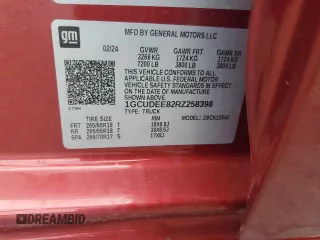 gm
MFD BY GENERAL MOTORS LLC
02/24 GVWR GAWR FRT GAWR RR
3266 KG 1724 KG 1724 KG
7200 LB 3800 LB 3800 LB
THIS VEHICLE CONFORMS TO ALL APPLICABLE
U.S. FEDERAL MOTOR VEHICLE SAFETY
STANDARDS IN EFFECT ON THE DATE OF
MANUFACTURE SHOWN ABOVE.
1GCUDEE82RZ258398
TYPE: TRUCK MODEL:
TIRE SIZE RIM
FRT 265/65R18 T 18X8.5J
RR 265/65R18 T 18X8.5J
SPA 17X8J
DREAMBID